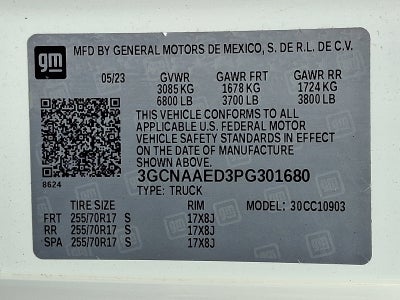 gm
MFD BY GENERAL MOTORS DE MEXICO, S. DE R.L. DE C.V.
05/23 GVWR GAWR FRT GAWR RR
3085 KG 1678 KG 1724 KG
6800 LB 3700 LB 3800 LB
THIS VEHICLE CONFORMS TO ALL
APPLICABLE U.S. FEDERAL MOTOR
VEHICLE SAFETY STANDARDS IN EFFECT
ON THE DATE OF MANUFACTURE
SHOWN ABOVE.
8624
3GCNAAED3PG301680
TYPE: TRUCK
TIRE SIZE RIM MODEL: 30CC10903
FRT 255/70R17 S 17X8J
RR 255/70R17 S 17X8J
SPA 255/70R17 S 17X8J